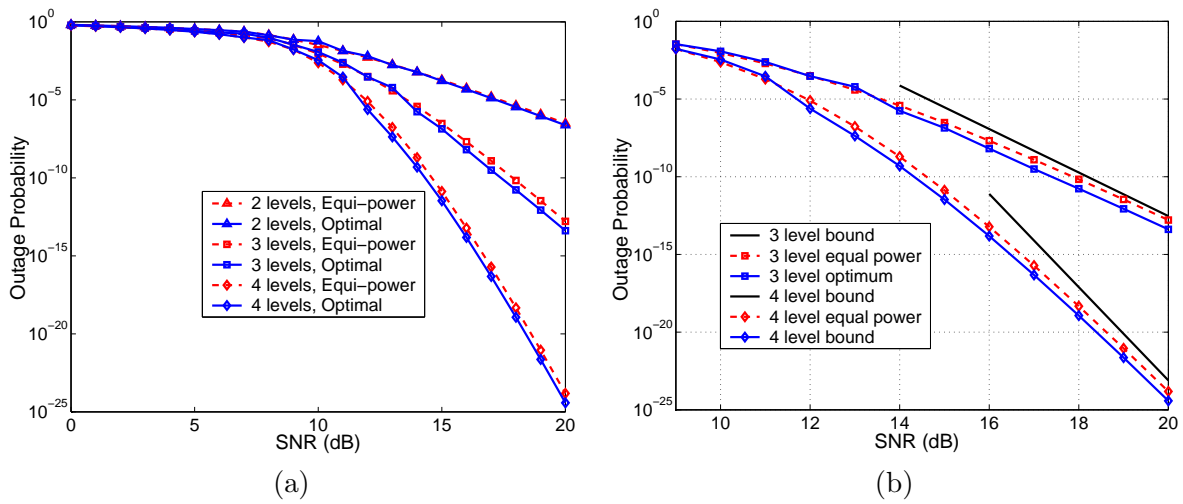 10^0
10^-5
10^-10
10^-15
10^-20
10^-25
Outage Probability
2 levels, Equi-power
2 levels, Optimal
3 levels, Equi-power
3 levels, Optimal
4 levels, Equi-power
4 levels, Optimal
0 5 10 15 20
SNR (dB)
(a)
10^0
10^-5
10^-10
10^-15
10^-20
10^-25
Outage Probability
3 level bound
3 level equal power
3 level optimum
4 level bound
4 level equal power
4 level bound
10 12 14 16 18 20
SNR (dB)
(b)